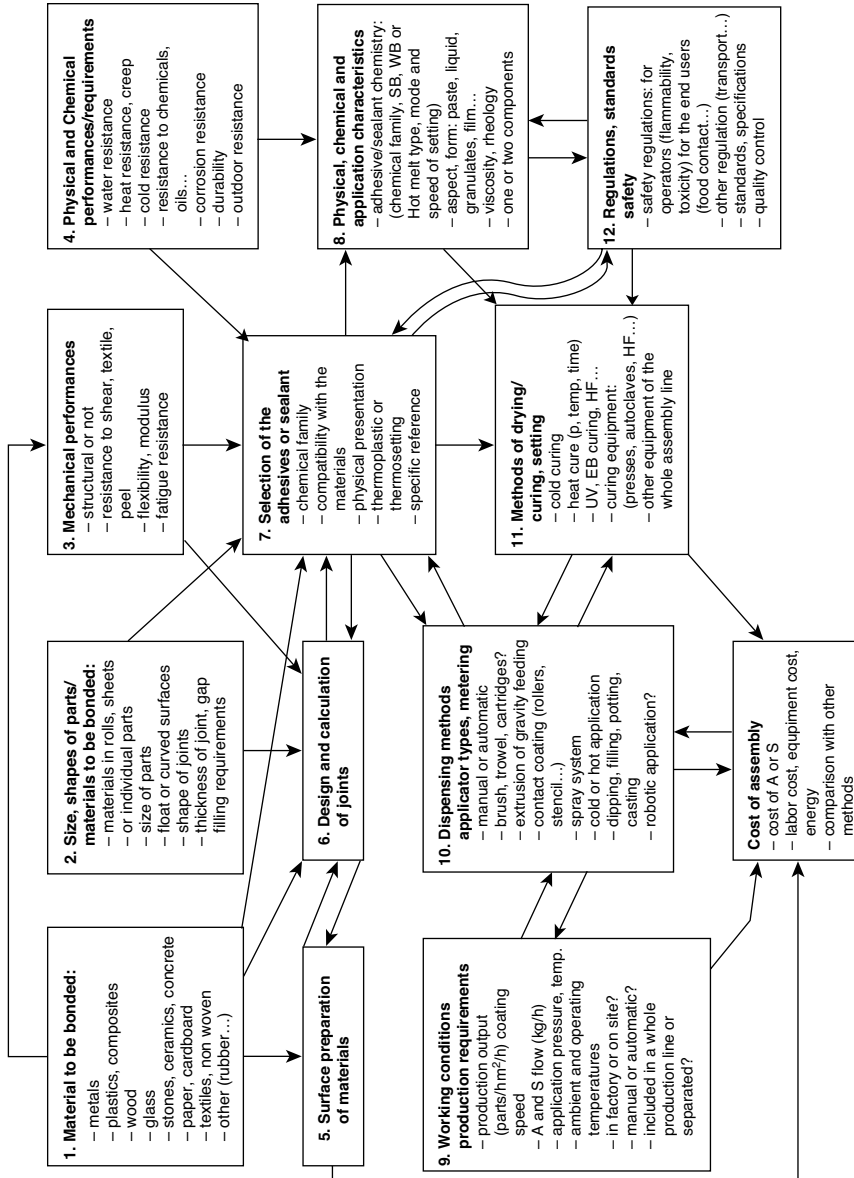 1. Material to be bonded:
– metals
– plastics, composites
– wood
– glass
– stones, ceramics, concrete
– paper, cardboard
– textiles, non woven
– other (rubber…)
2. Size, shapes of parts/
materials to be bonded:
– materials in rolls, sheets
– or individual parts
– size of parts
– float or curved surfaces
– shape of joints
– thickness of joint, gap
filling requirements
3. Mechanical performances
– structural or not
– resistance to shear, textile,
peel
– flexibility, modulus
– fatigue resistance
4. Physical and Chemical
performances/requirements
– water resistance
– heat resistance, creep
– cold resistance
– resistance to chemicals,
oils…
– corrosion resistance
– durability
– outdoor resistance
5. Surface preparation
of materials
6. Design and calculation
of joints
7. Selection of the
adhesives or sealant
– chemical family
– compatibility with the
materials
– physical presentation
– thermoplastic or
thermosetting
– specific reference
8. Physical, chemical and
application characteristics
– adhesive/sealant chemistry:
(chemical family, SB, WB or
Hot melt type, mode and
speed of setting)
– aspect, form: paste, liquid,
granulates, film…
– viscosity, rheology
– one or two components
9. Working conditions
production requirements
– production output
(parts/hm²/h) coating
speed
– A and S flow (kg/h)
– application pressure, temp.
– ambient and operating
temperatures
– in factory or on site?
– manual or automatic?
– included in a whole
production line or
separated?
10. Dispensing methods
applicator types, metering
– manual or automatic
– brush, trowel, cartridges?
– extrusion of gravity feeding
– contact coating (rollers,
stencil…)
– spray system
– cold or hot application
– dipping, filling, potting,
casting
– robotic application?
11. Methods of drying/
curing, setting
– cold curing
– heat cure (p, temp, time)
– UV, EB curing, HF…
– curing equipment:
(presses, autoclaves, HF…)
– other equipment of the
whole assembly line
12. Regulations, standards
safety
– safety regulations: for
operators (flammability,
toxicity) for the end users
(food contact…)
– other regulation (transport…)
– standards, specifications
– quality control
Cost of assembly
– cost of A or S
– labor cost, equpiment cost,
energy
– comparison with other
methods